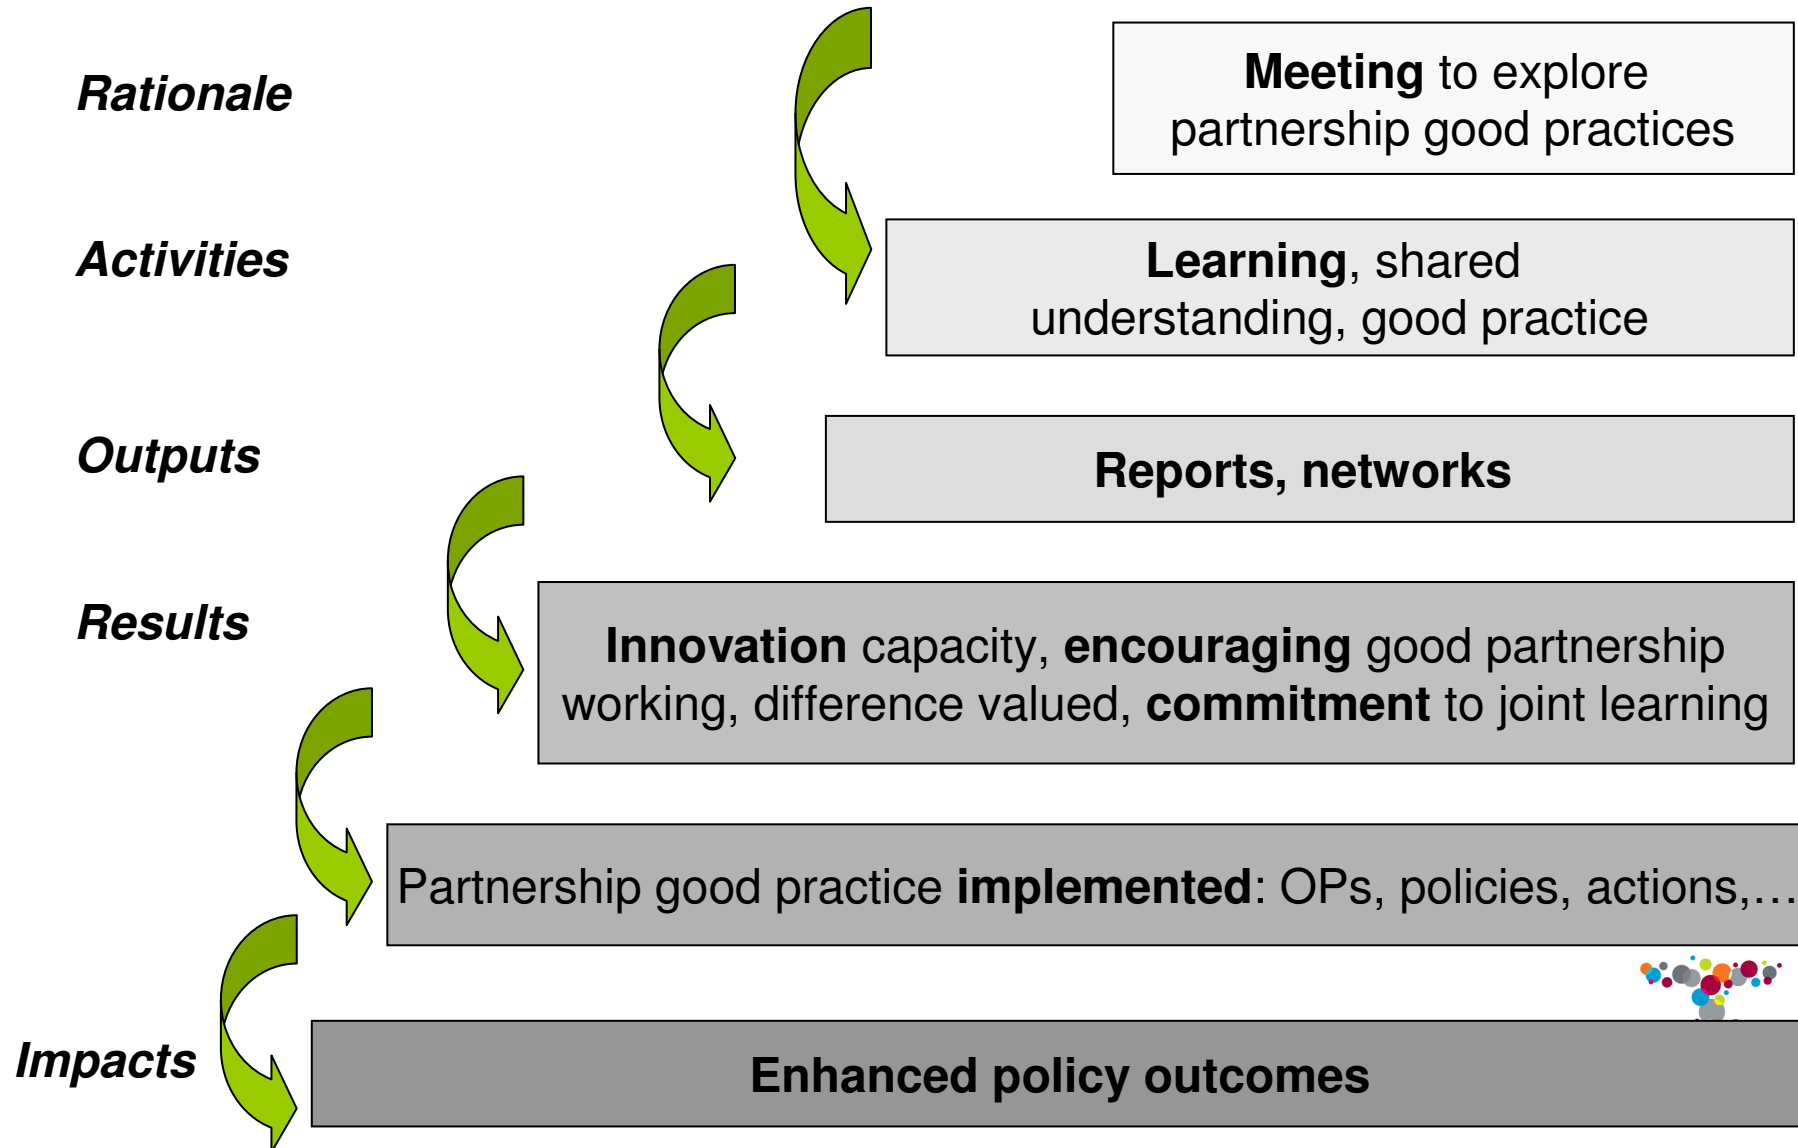 Rationale
Meeting to explore
partnership good practices
Activities
Learning, shared
understanding, good practice
Outputs
Reports, networks
Results
Innovation capacity, encouraging good partnership
working, difference valued, commitment to joint learning
Partnership good practice implemented: OPs, policies, actions,…
Impacts
Enhanced policy outcomes